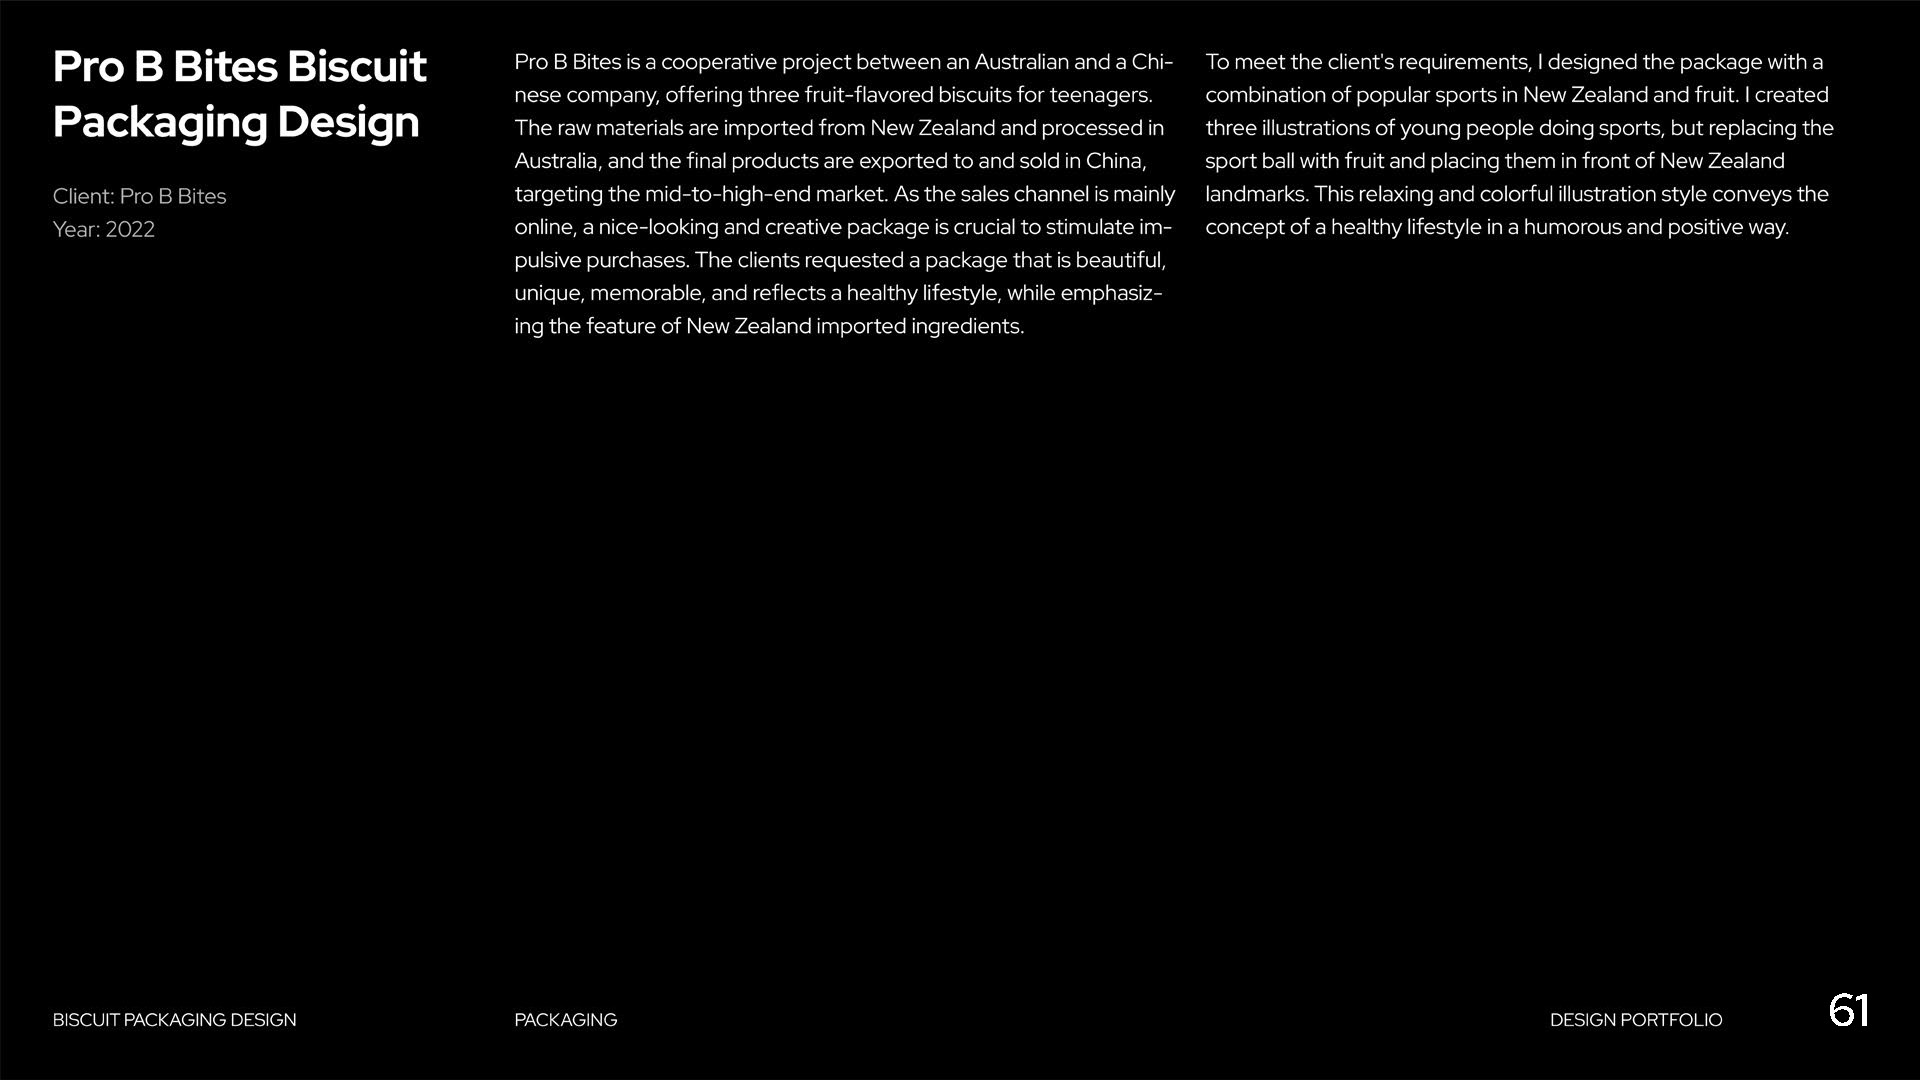 Pro B Bites Biscuit
Packaging Design
Client: Pro B Bites
Year: 2022
Pro B Bites is a cooperative project between an Australian and a Chi-
nese company, offering three fruit-flavored biscuits for teenagers.
The raw materials are imported from New Zealand and processed in
Australia, and the final products are exported to and sold in China,
targeting the mid-to-high-end market. As the sales channel is mainly
online, a nice-looking and creative package is crucial to stimulate im-
pulsive purchases. The clients requested a package that is beautiful,
unique, memorable, and reflects a healthy lifestyle, while emphasiz-
ing the feature of New Zealand imported ingredients.
To meet the client's requirements, I designed the package with a
combination of popular sports in New Zealand and fruit. I created
three illustrations of young people doing sports, but replacing the
sport ball with fruit and placing them in front of New Zealand
landmarks. This relaxing and colorful illustration style conveys the
concept of a healthy lifestyle in a humorous and positive way.
BISCUIT PACKAGING DESIGN
PACKAGING
DESIGN PORTFOLIO
61